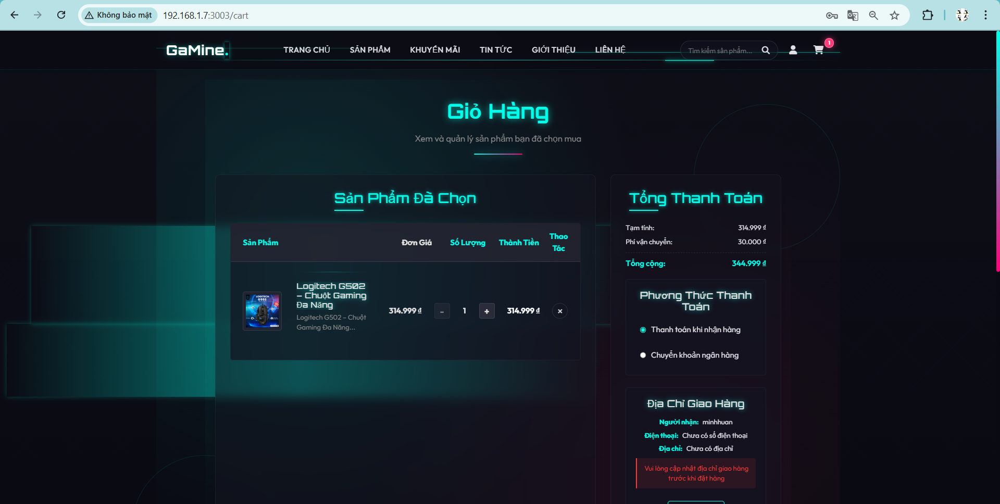 Không bảo mật
192.168.1.7:3003/cart
GaMine.
TRANG CHỦ
SẢN PHẨM
KHUYẾN MÃI
TIN TỨC
GIỚI THIỆU
LIÊN HỆ
Tìm kiếm sản phẩm...
1
Giỏ Hàng
Xem và quản lý sản phẩm bạn đã chọn mua
Sản Phẩm Đã Chọn
Sản Phẩm
Đơn Giá
Số Lượng
Thành Tiền
Thao
Tác
LOGITECH
G502
Logitech G502
– Chuột Gaming
Đa Năng
Logitech G502 – Chuột
Gaming Đa Năng...
314.999 ₫
-
1
+
314.999 ₫
×
Tổng Thanh Toán
Tạm tính:
314.999 ₫
Phí vận chuyển:
30.000 ₫
Tổng cộng:
344.999 ₫
Phương Thức Thanh
Toán
Thanh toán khi nhận hàng
Chuyển khoản ngân hàng
Địa Chỉ Giao Hàng
Người nhận: minhhuan
Điện thoại: Chưa có số điện thoại
Địa chỉ: Chưa có địa chỉ
Vui lòng cập nhật địa chỉ giao hàng
trước khi đặt hàng